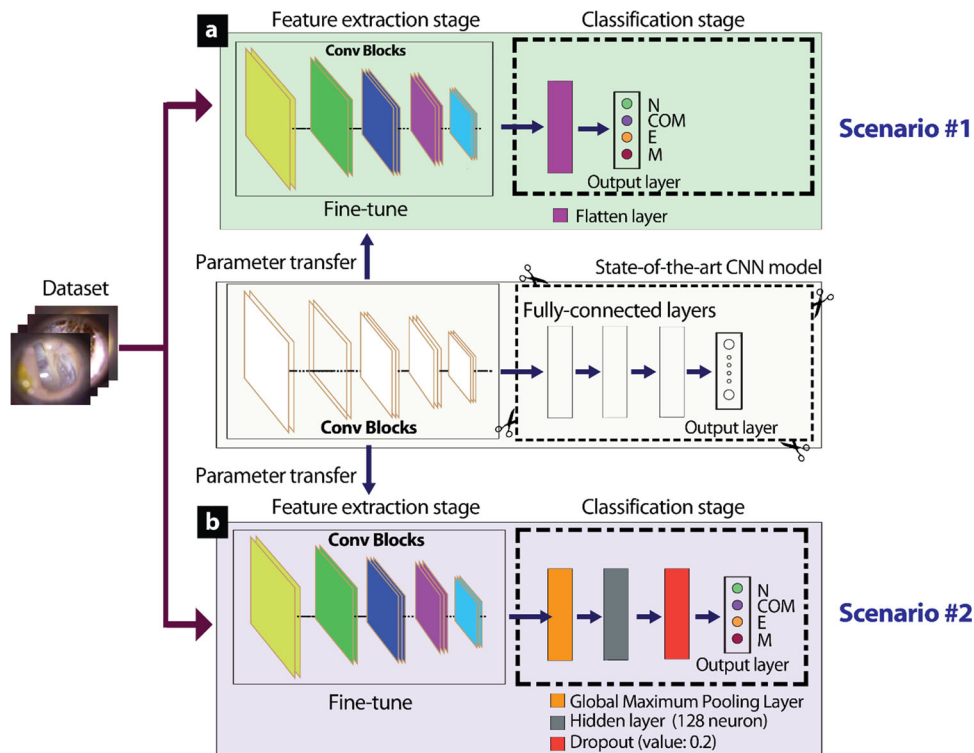 Feature extraction stage
Classification stage
a
Conv Blocks
N
COM
E
M
Output layer
Fine-tune
Flatten layer
Scenario #1
Parameter transfer
State-of-the-art CNN model
Dataset
Fully-connected layers
Conv Blocks
Output layer
Parameter transfer
Feature extraction stage
Classification stage
b
Conv Blocks
N
COM
E
M
Output layer
Fine-tune
Scenario #2
Global Maximum Pooling Layer
Hidden layer (128 neuron)
Dropout (value: 0.2)